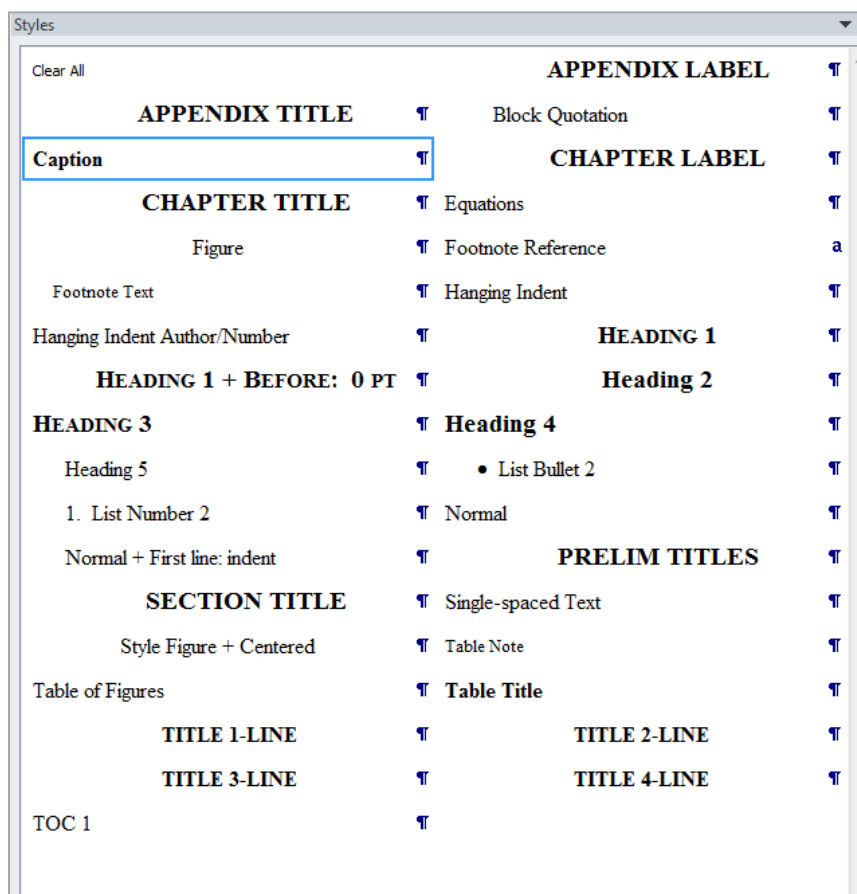 Styles
Clear All
APPENDIX LABEL ¶
APPENDIX TITLE ¶
Block Quotation ¶
Caption ¶
CHAPTER LABEL ¶
CHAPTER TITLE ¶
Equations ¶
Figure ¶
Footnote Reference a
Footnote Text ¶
Hanging Indent ¶
Hanging Indent Author/Number ¶
HEADING 1 ¶
HEADING 1 + BEFORE: 0 PT ¶
Heading 2 ¶
HEADING 3 ¶
Heading 4 ¶
Heading 5 ¶
• List Bullet 2 ¶
1. List Number 2 ¶
Normal ¶
Normal + First line: indent ¶
PRELIM TITLES ¶
SECTION TITLE ¶
Single-spaced Text ¶
Style Figure + Centered ¶
Table Note ¶
Table of Figures ¶
Table Title ¶
TITLE 1-LINE ¶
TITLE 2-LINE ¶
TITLE 3-LINE ¶
TITLE 4-LINE ¶
TOC 1 ¶